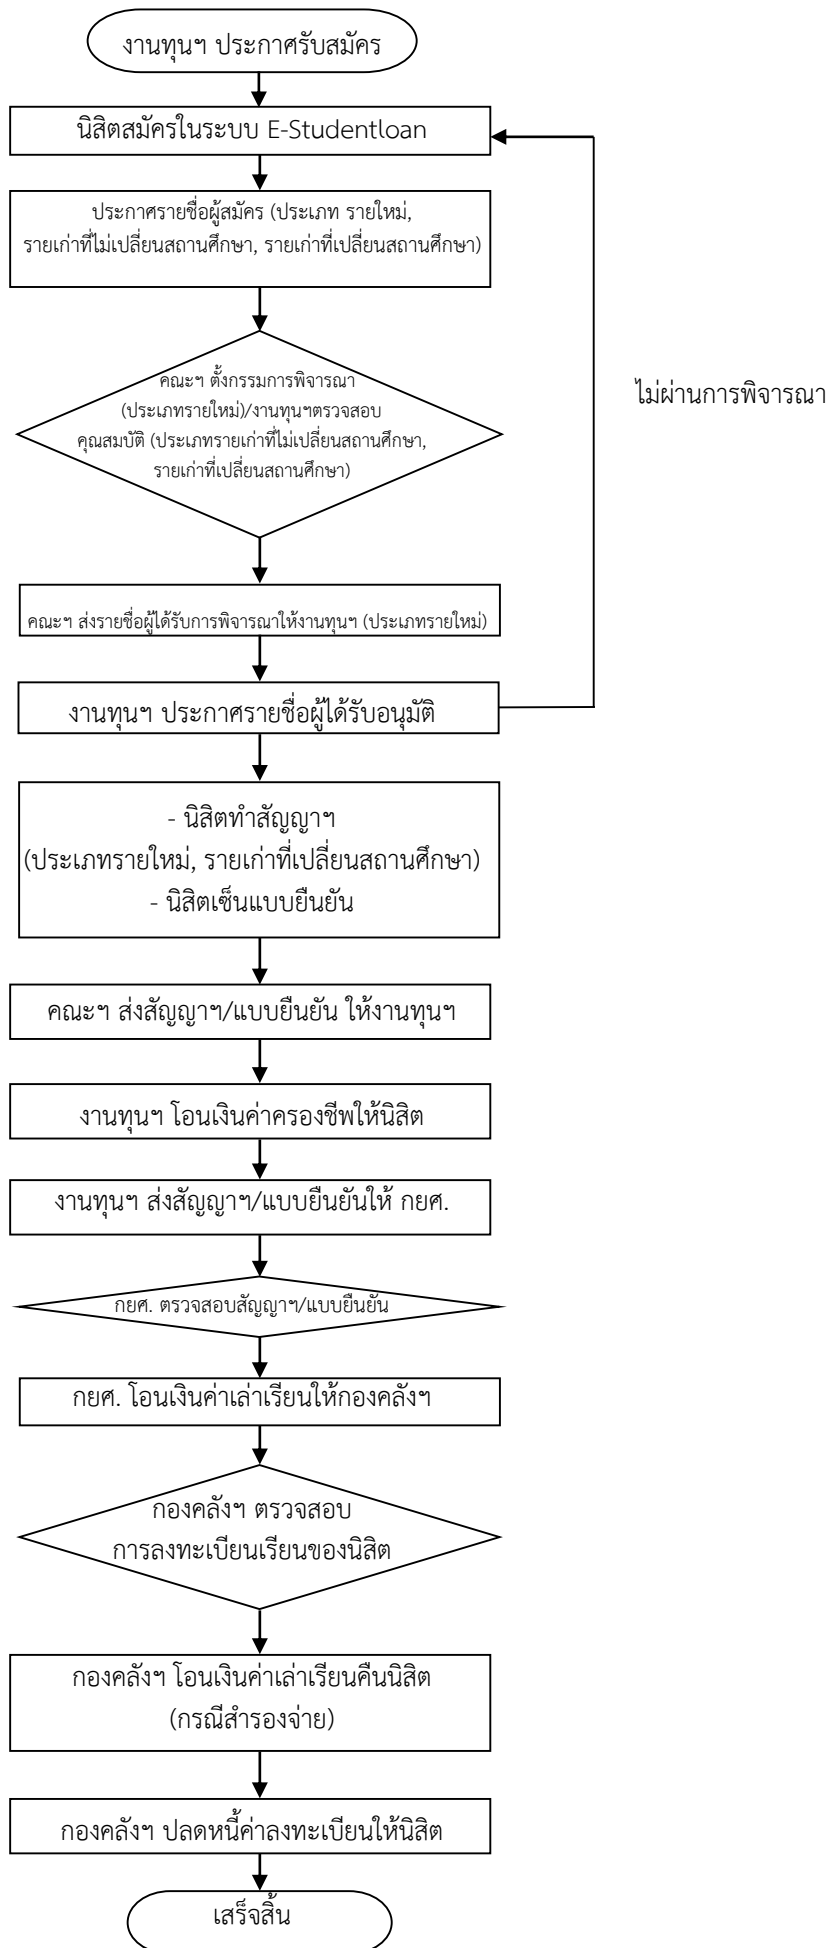 งานทุนฯ ประกาศรับสมัคร
นิสิตสมัครในระบบ E-Studentloan
ประกาศรายชื่อผู้สมัคร (ประเภท รายใหม่,
รายเก่าที่ไม่เปลี่ยนสถานศึกษา, รายเก่าที่เปลี่ยนสถานศึกษา)
คณะฯ ตั้งกรรมการพิจารณา
(ประเภทรายใหม่)/งานทุนฯตรวจสอบ
คุณสมบัติ (ประเภทรายเก่าที่ไม่เปลี่ยนสถานศึกษา,
รายเก่าที่เปลี่ยนสถานศึกษา)
ไม่ผ่านการพิจารณา
คณะฯ ส่งรายชื่อผู้ได้รับการพิจารณาให้งานทุนฯ (ประเภทรายใหม่)
งานทุนฯ ประกาศรายชื่อผู้ได้รับอนุมัติ
- นิสิตทำสัญญาฯ
(ประเภทรายใหม่, รายเก่าที่เปลี่ยนสถานศึกษา)
- นิสิตเซ็นแบบยืนยัน
คณะฯ ส่งสัญญาฯ/แบบยืนยัน ให้งานทุนฯ
งานทุนฯ โอนเงินค่าครองชีพให้นิสิต
งานทุนฯ ส่งสัญญาฯ/แบบยืนยันให้ กยศ.
กยศ. ตรวจสอบสัญญาฯ/แบบยืนยัน
กยศ. โอนเงินค่าเล่าเรียนให้กองคลังฯ
กองคลังฯ ตรวจสอบ
การลงทะเบียนเรียนของนิสิต
กองคลังฯ โอนเงินค่าเล่าเรียนคืนนิสิต
(กรณีสำรองจ่าย)
กองคลังฯ ปลดหนี้ค่าลงทะเบียนให้นิสิต
เสร็จสิ้น